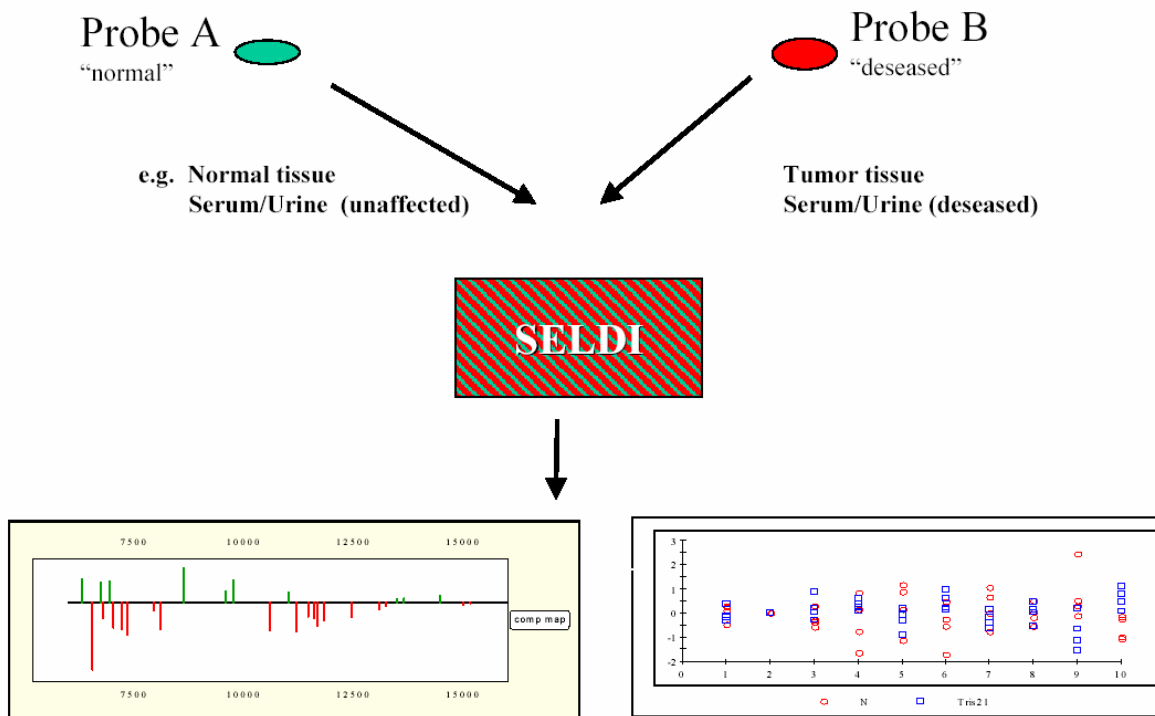 Probe A
“normal”
Probe B
“deseased”
e.g. Normal tissue
Serum/Urine (unaffected)
Tumor tissue
Serum/Urine (deseased)
SELDI
7500 10000 12500 15000
comp map
7500 10000 12500 15000
3
2
1
0
-1
-2
0 1 2 3 4 5 6 7 8 9 10
N Tris21